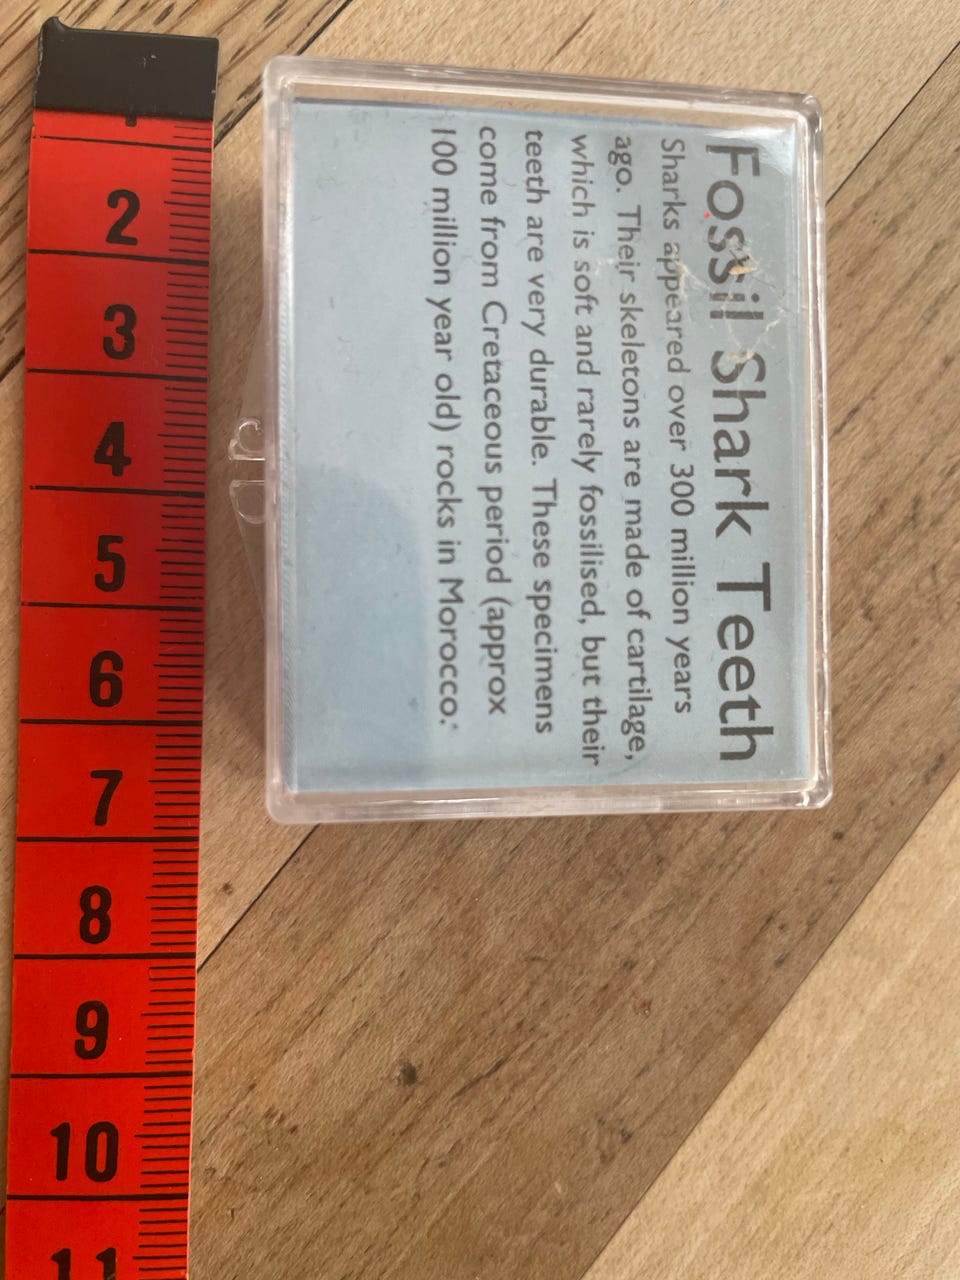 Fossil Shark Teeth
Sharks appeared over 300 million years
ago. Their skeletons are made of cartilage,
which is soft and rarely fossilised, but their
teeth are very durable. These specimens
come from Cretaceous period (approx
100 million year old) rocks in Morocco.
2
3
4
5
6
7
8
9
10
11